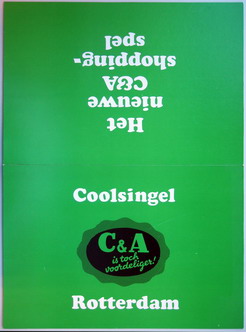 Het
nieuwe
C&A
shopping-
spel
Coolsingel
C&A
is toch
voordeliger!
Rotterdam